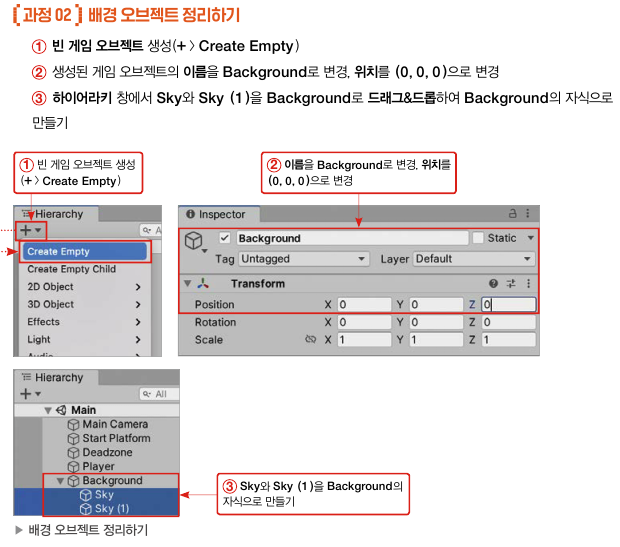 [과정 02] 배경 오브젝트 정리하기
① 빈 게임 오브젝트 생성(+ > Create Empty)
② 생성된 게임 오브젝트의 이름을 Background로 변경, 위치를 (0, 0, 0)으로 변경
③ 하이어라키 창에서 Sky와 Sky (1)을 Background로 드래그&드롭하여 Background의 자식으로
만들기
① 빈 게임 오브젝트 생성
(+ > Create Empty)
② 이름을 Background로 변경, 위치를
(0, 0, 0)으로 변경
Hierarchy
+
Create Empty
Create Empty Child
2D Object
3D Object
Effects
Light
Audio
Inspector
Background Static
Tag Untagged Layer Default
Transform
Position X 0 Y 0 Z 0
Rotation X 0 Y 0 Z 0
Scale X 1 Y 1 Z 1
Hierarchy
+ All
Main
Main Camera
Start Platform
Deadzone
Player
Background
Sky
Sky (1)
③ Sky와 Sky (1)을 Background의
자식으로 만들기
▶ 배경 오브젝트 정리하기